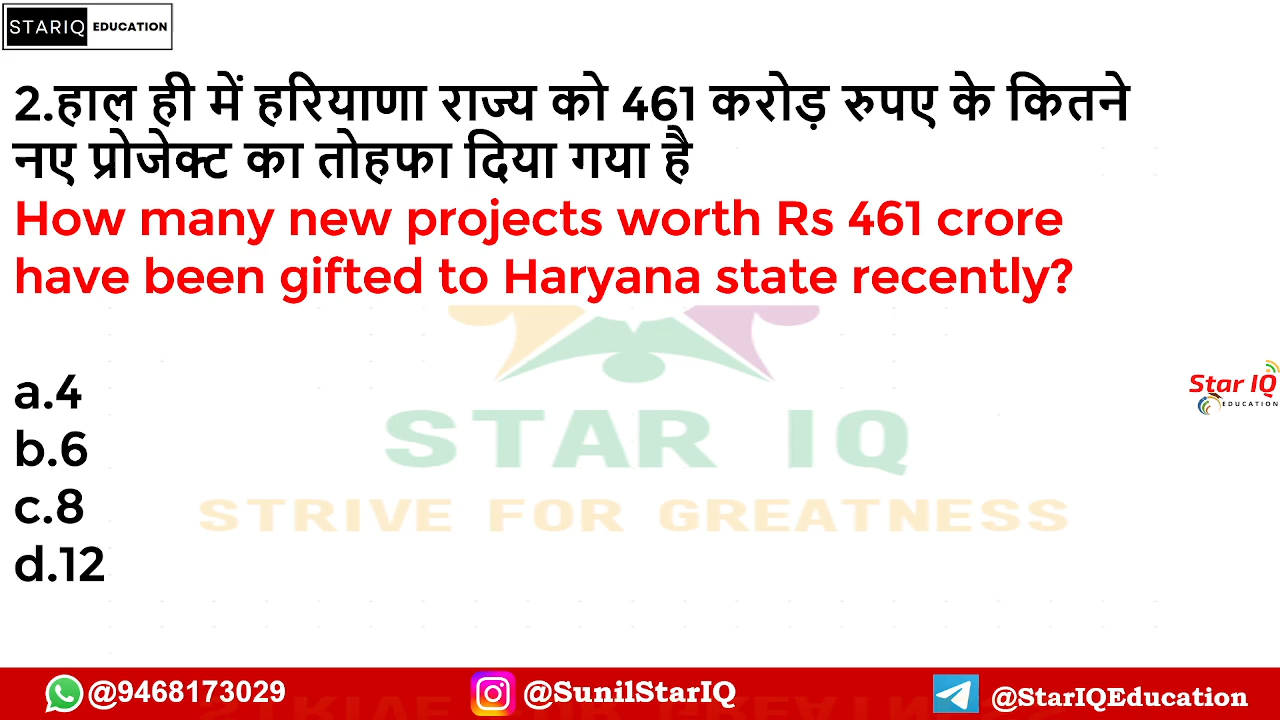 STARIQ EDUCATION
2.हाल ही में हरियाणा राज्य को 461 करोड़ रुपए के कितने
नए प्रोजेक्ट का तोहफा दिया गया है
How many new projects worth Rs 461 crore
have been gifted to Haryana state recently?
a.4
Star IQ
EDUCATION
STAR IQ
b.6
c.8
STRIVE FOR GREATNESS
d.12
@9468173029 @SunilStarIQ @StarIQEducation